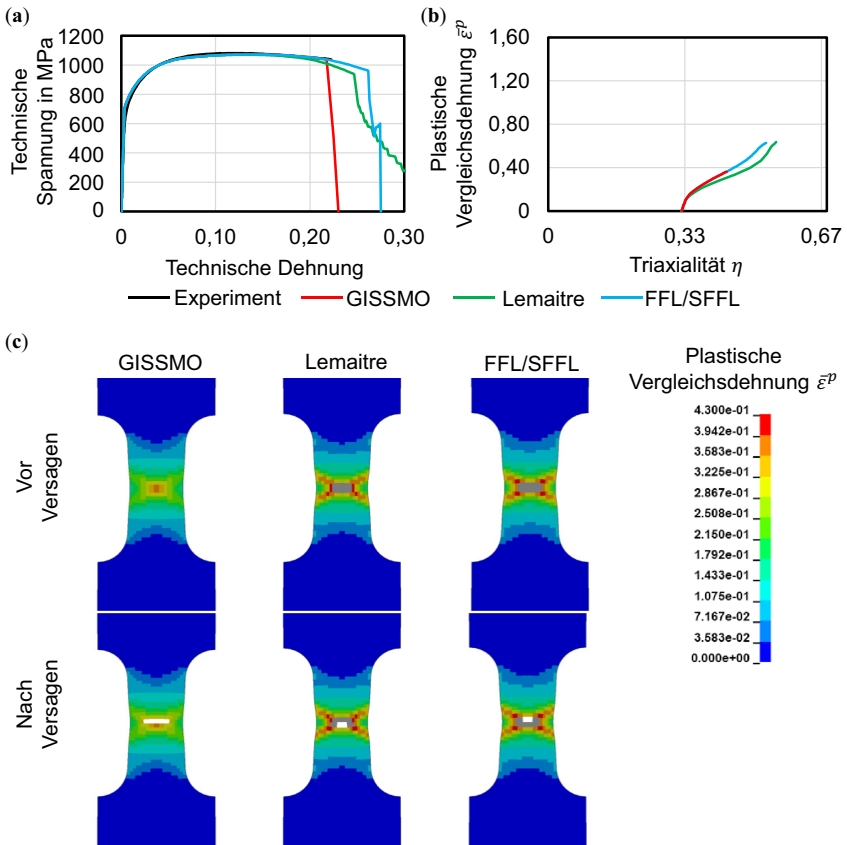 (a)
1200
1000
800
600
400
200
0
Technische
Spannung in MPa
0
0,10
0,20
0,30
Technische Dehnung
(b)
1,60
1,20
0,80
0,40
0
Plastische
Vergleichsdehnung ε̄ᵖ
0
0,33
0,67
Triaxialität η
Experiment GISSMO Lemaitre FFL/SFFL
(c)
GISSMO Lemaitre FFL/SFFL
Vor
Versagen
Nach
Versagen
Plastische
Vergleichsdehnung ε̄ᵖ
4.300e-01
3.942e-01
3.583e-01
3.225e-01
2.867e-01
2.508e-01
2.150e-01
1.792e-01
1.433e-01
1.075e-01
7.167e-02
3.583e-02
0.000e+00